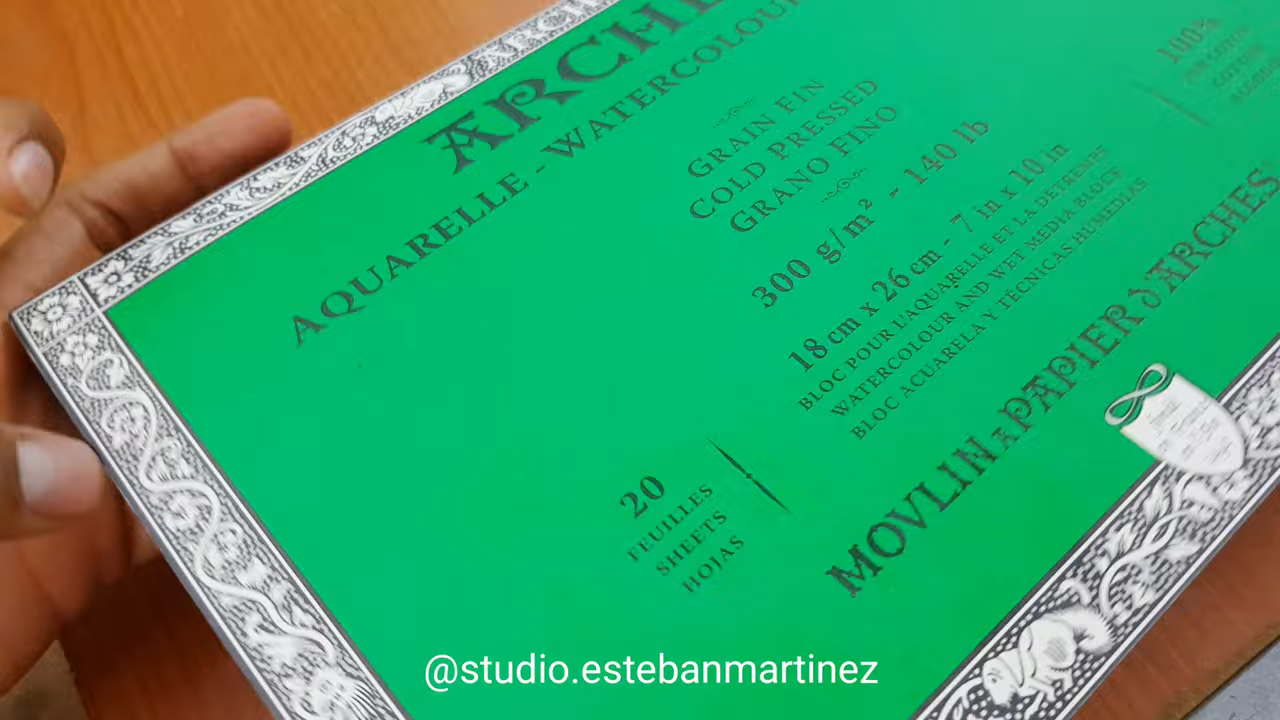 ARCHE
AQUARELLE - WATERCOLOUR
GRAIN FIN
COLD PRESSED
GRANO FINO
300 g/m² - 140 lb
18 cm x 26 cm - 7 in x 10 in
BLOC POUR L'AQUARELLE ET LA DÉTREMPE
WATERCOLOUR AND WET MEDIA BLOCK
BLOC ACUARELA Y TÉCNICAS HÚMEDAS
20
FEUILLES
SHEETS
HOJAS
100%
MOVLIN À PAPIER D'ARCHES
@studio.estebanmartinez